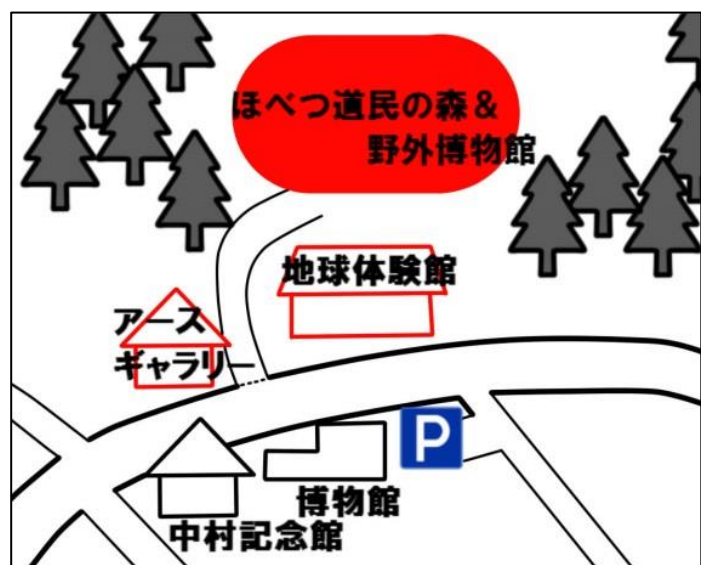 ほべつ道民の森&
野外博物館
地球体験館
アース
ギャラリー
P
博物館
中村記念館